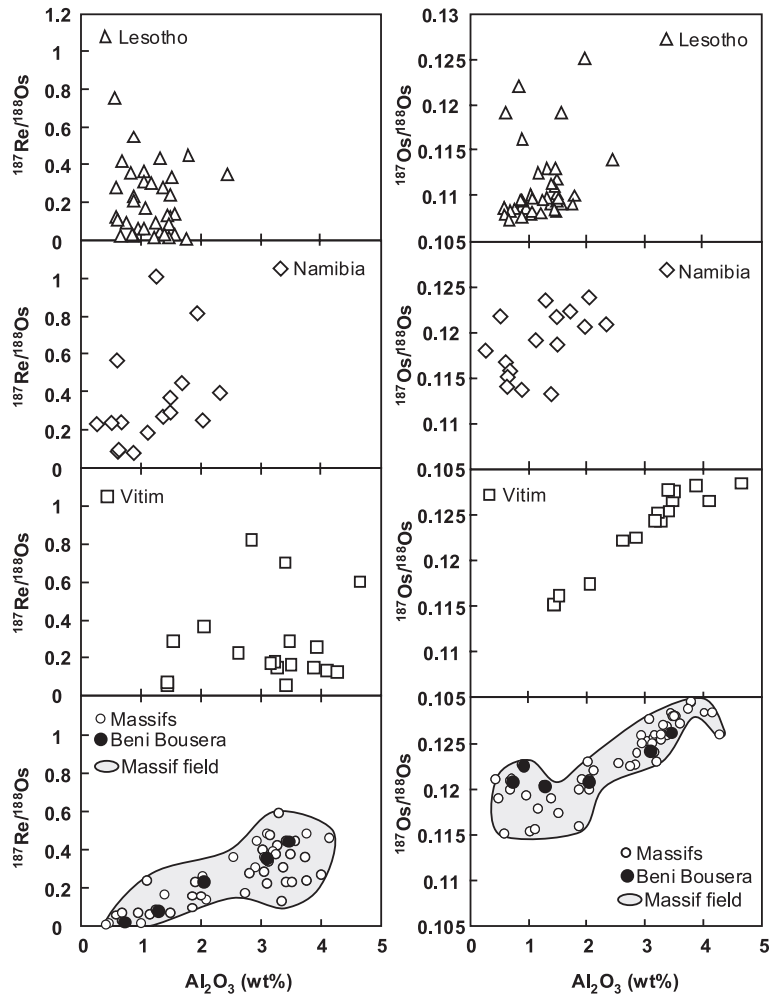 1.2
1
0.8
0.6
0.4
0.2
0
187Re/188Os
Lesotho
0.13
0.125
0.12
0.115
0.11
0.105
187Os/188Os
Lesotho
1
0.8
0.6
0.4
0.2
0
187Re/188Os
Namibia
0.125
0.12
0.115
0.11
0.105
187Os/188Os
Namibia
1
0.8
0.6
0.4
0.2
0
187Re/188Os
Vitim
0.125
0.12
0.115
0.11
0.105
187Os/188Os
Vitim
1
0.8
0.6
0.4
0.2
0
187Re/188Os
Massifs
Beni Bousera
Massif field
0 1 2 3 4 5
Al2O3 (wt%)
0.125
0.12
0.115
0.11
0.105
187Os/188Os
Massifs
Beni Bousera
Massif field
0 1 2 3 4 5
Al2O3 (wt%)